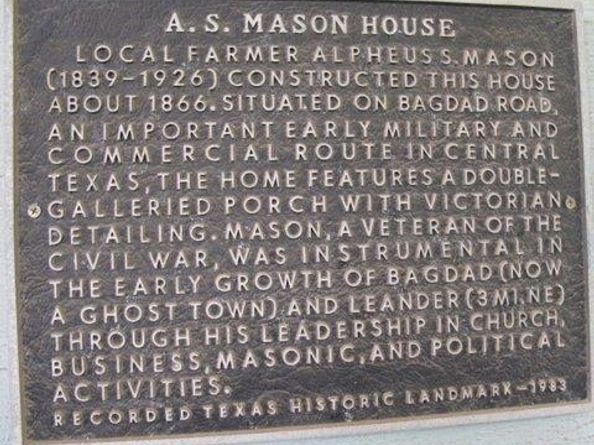 A. S. MASON HOUSE
LOCAL FARMER ALPHEUS S. MASON
(1839-1926) CONSTRUCTED THIS HOUSE
ABOUT 1866. SITUATED ON BAGDAD ROAD,
AN IMPORTANT EARLY MILITARY AND
COMMERCIAL ROUTE IN CENTRAL
TEXAS, THE HOME FEATURES A DOUBLE-
GALLERIED PORCH WITH VICTORIAN
DETAILING. MASON, A VETERAN OF THE
CIVIL WAR, WAS INSTRUMENTAL IN
THE EARLY GROWTH OF BAGDAD (NOW
A GHOST TOWN) AND LEANDER (3 MI. NE)
THROUGH HIS LEADERSHIP IN CHURCH,
BUSINESS, MASONIC, AND POLITICAL
ACTIVITIES.
RECORDED TEXAS HISTORIC LANDMARK-1983